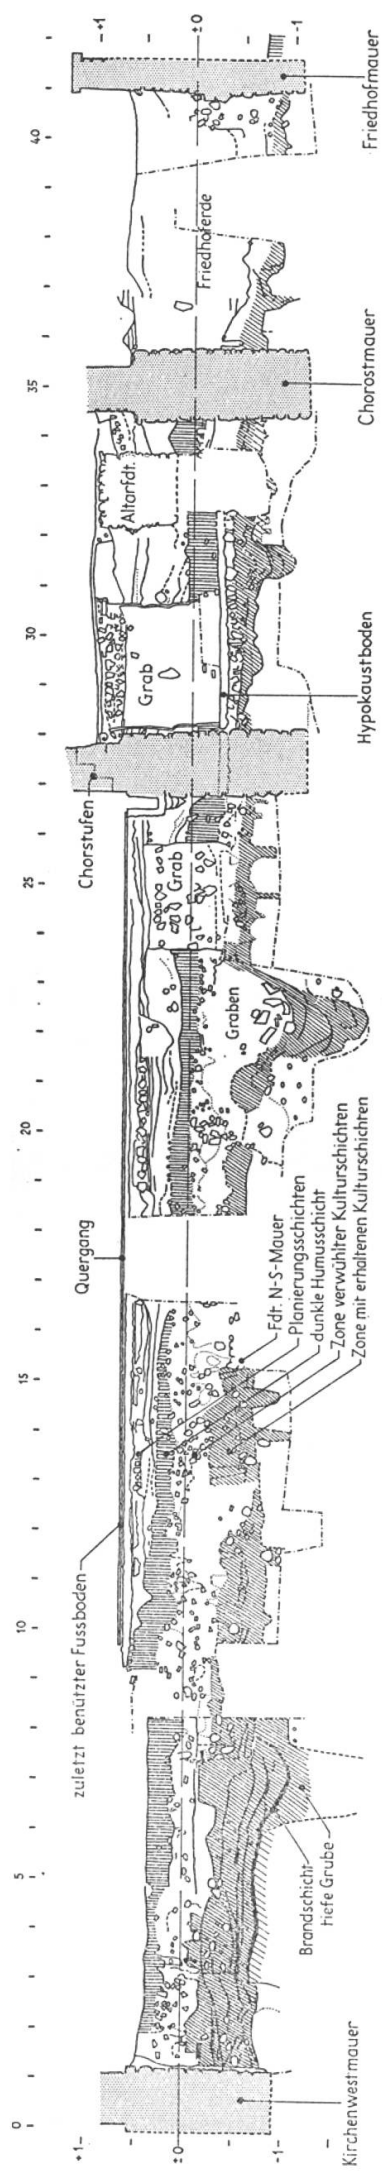 0
5
10
15
20
25
30
35
40
+1
±0
-1
+1
±0
-1
zuletzt benützter Fussboden
Quergang
Chorstufen
Grab
Grab
Altarfdt.
Friedhoferde
Graben
Kirchenwestmauer
Brandschicht
tiefe Grube
Fdt. N-S-Mauer
Planierungsschichten
dunkle Humusschicht
Zone verwühlter Kulturschichten
Zone mit erhaltenen Kulturschichten
Hypokaustboden
Chorostmauer
Friedhofmauer